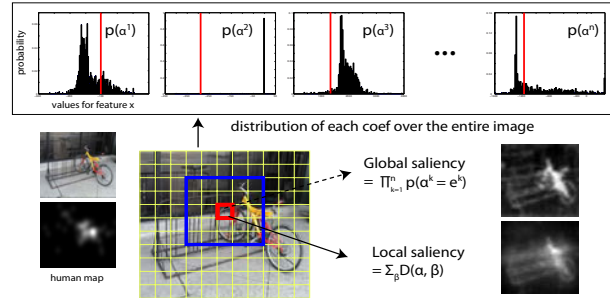 p(α¹)
p(α²)
p(α³)
p(αⁿ)
probability
•••
values for feature x
distribution of each coef over the entire image
Global saliency
= ∏ⁿₖ₌₁ p(αᵏ = eᵏ)
Local saliency
= Σᵦ D(α, β)
human map